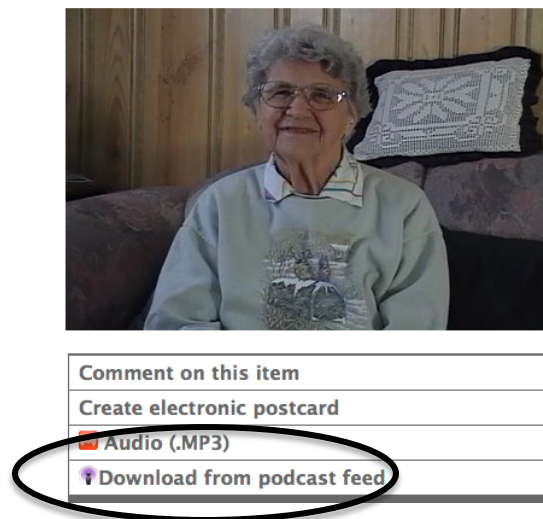 Comment on this item
Create electronic postcard
Audio (.MP3)
Download from podcast feed